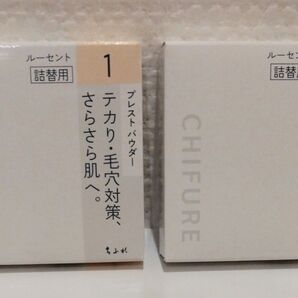 ルーセント
詰替用
1
プレスト パウダー
テカリ・毛穴対策、
さらさら肌へ。
ちふれ
ルーセント
詰替用
CHIFURE